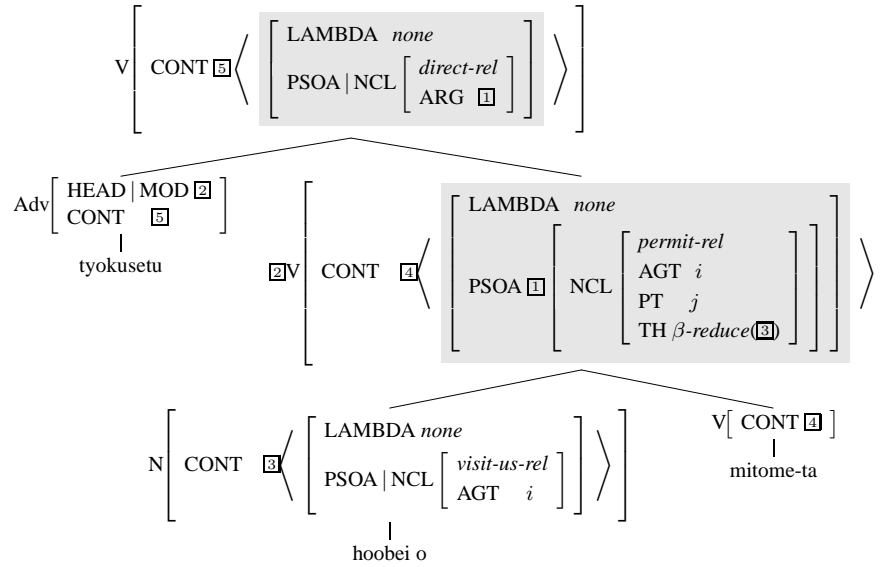 LAMBDA none
V CONT 5 PSOA | NCL direct-rel
ARG 1
Adv HEAD | MOD 2
CONT 5
tyokusetu
LAMBDA none
2 V CONT 4 PSOA 1 NCL permit-rel
AGT i
PT j
TH β-reduce(3)
LAMBDA none
N CONT 3 PSOA | NCL visit-us-rel
AGT i
hoobei o
V[ CONT 4 ]
mitome-ta